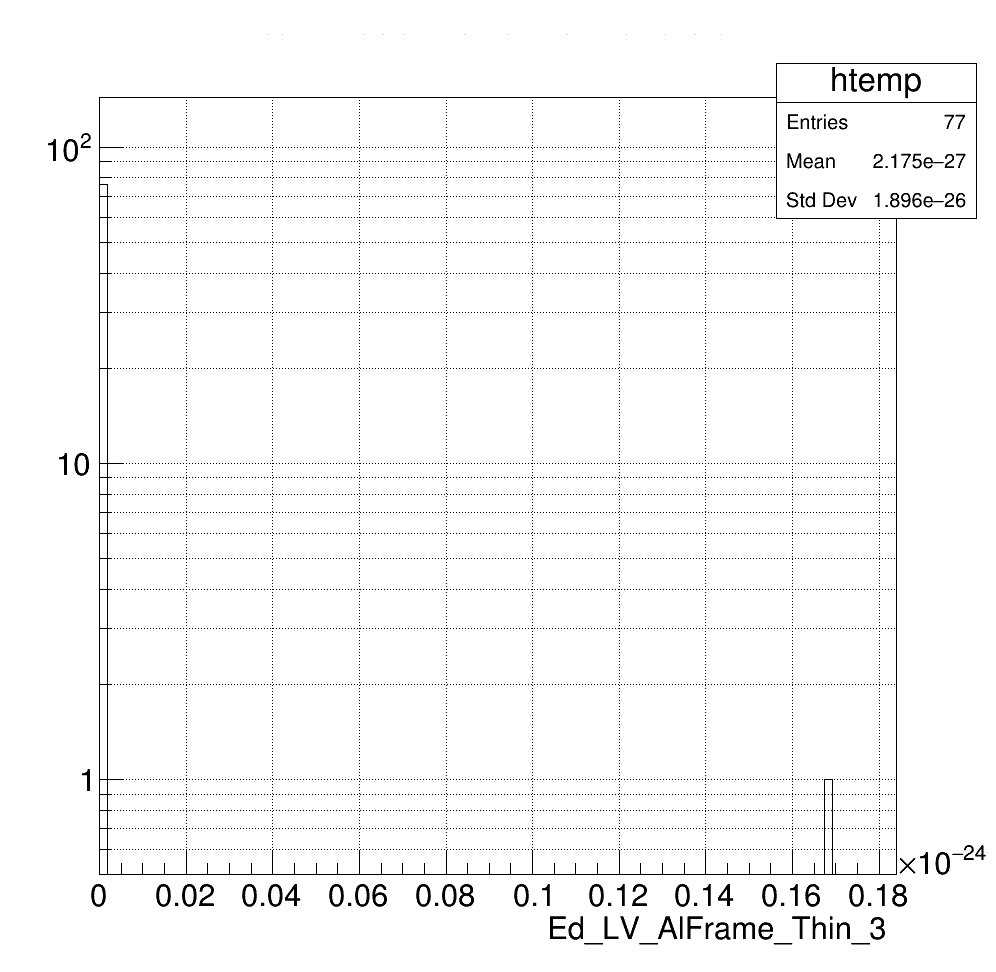 htemp
Entries 77
Mean 2.175e–27
Std Dev 1.896e–26
10²
10
1
0 0.02 0.04 0.06 0.08 0.1 0.12 0.14 0.16 0.18
×10⁻²⁴
Ed_LV_AlFrame_Thin_3